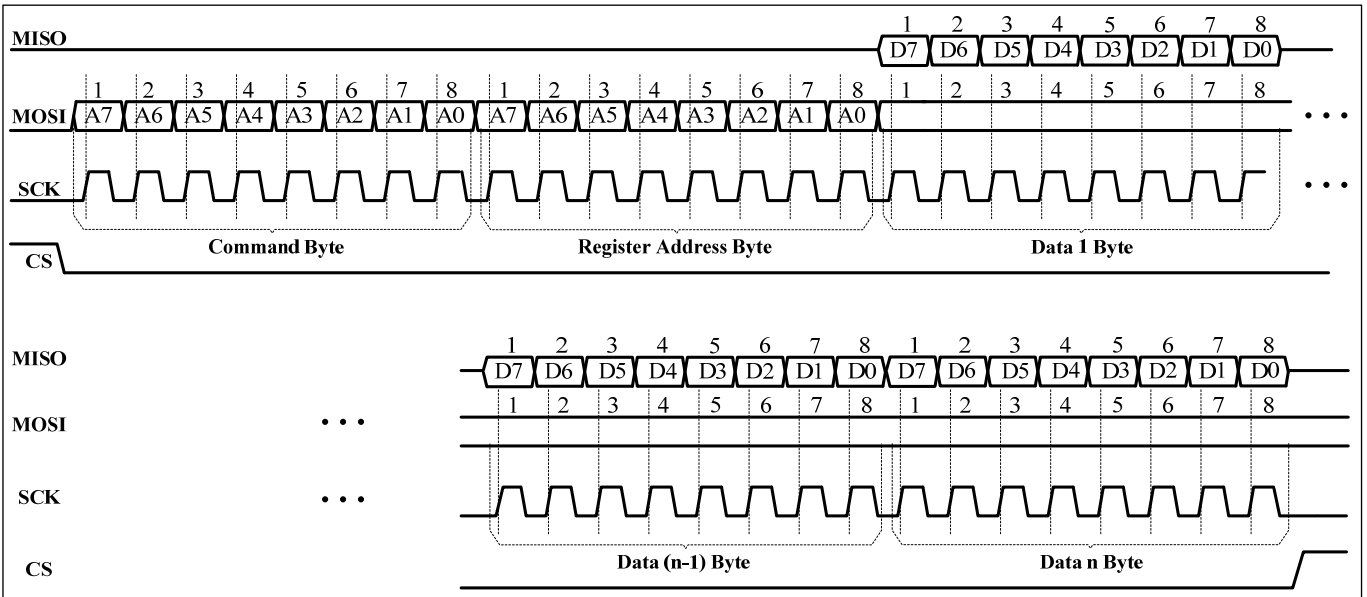 1 2 3 4 5 6 7 8
MISO D7 D6 D5 D4 D3 D2 D1 D0
1 2 3 4 5 6 7 8 1 2 3 4 5 6 7 8 1 2 3 4 5 6 7 8
MOSI A7 A6 A5 A4 A3 A2 A1 A0 A7 A6 A5 A4 A3 A2 A1 A0 • • •
SCK • • •
Command Byte Register Address Byte Data 1 Byte
CS
1 2 3 4 5 6 7 8 1 2 3 4 5 6 7 8
MISO D7 D6 D5 D4 D3 D2 D1 D0 D7 D6 D5 D4 D3 D2 D1 D0
1 2 3 4 5 6 7 8 1 2 3 4 5 6 7 8
MOSI • • •
SCK • • •
Data (n-1) Byte Data n Byte
CS